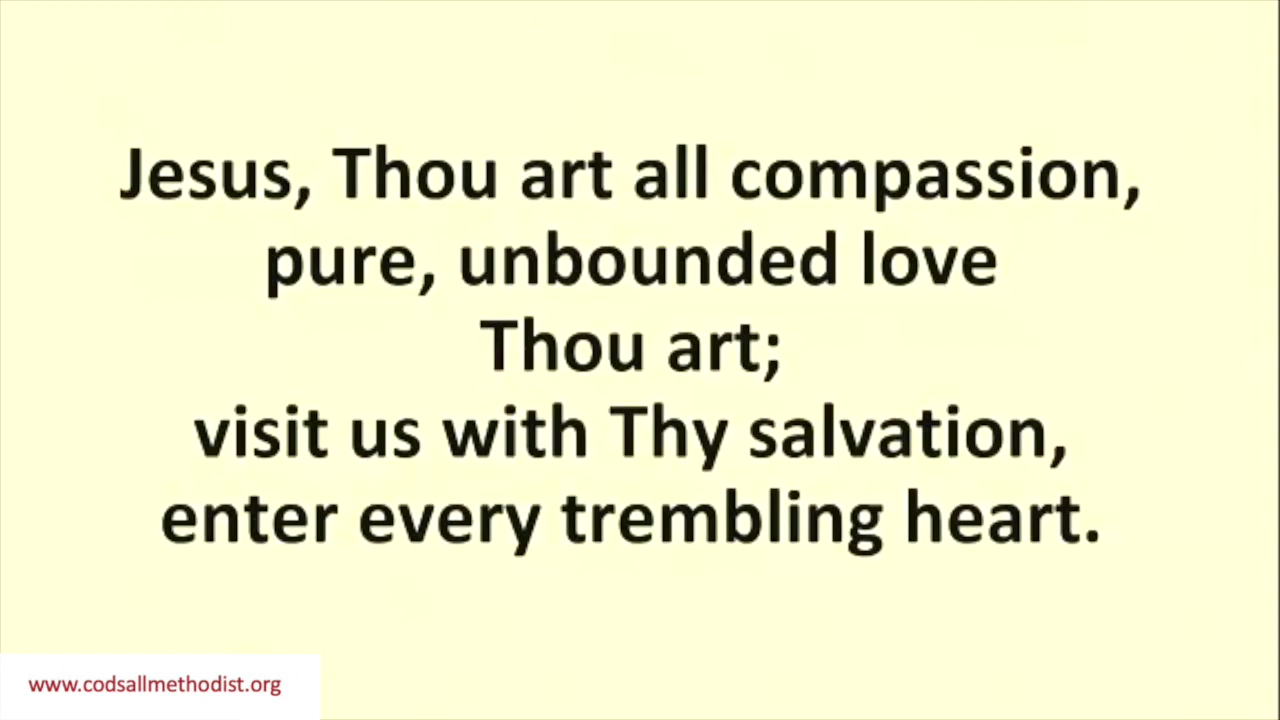 Jesus, Thou art all compassion,
pure, unbounded love
Thou art;
visit us with Thy salvation,
enter every trembling heart.
www.codsallmethodist.org